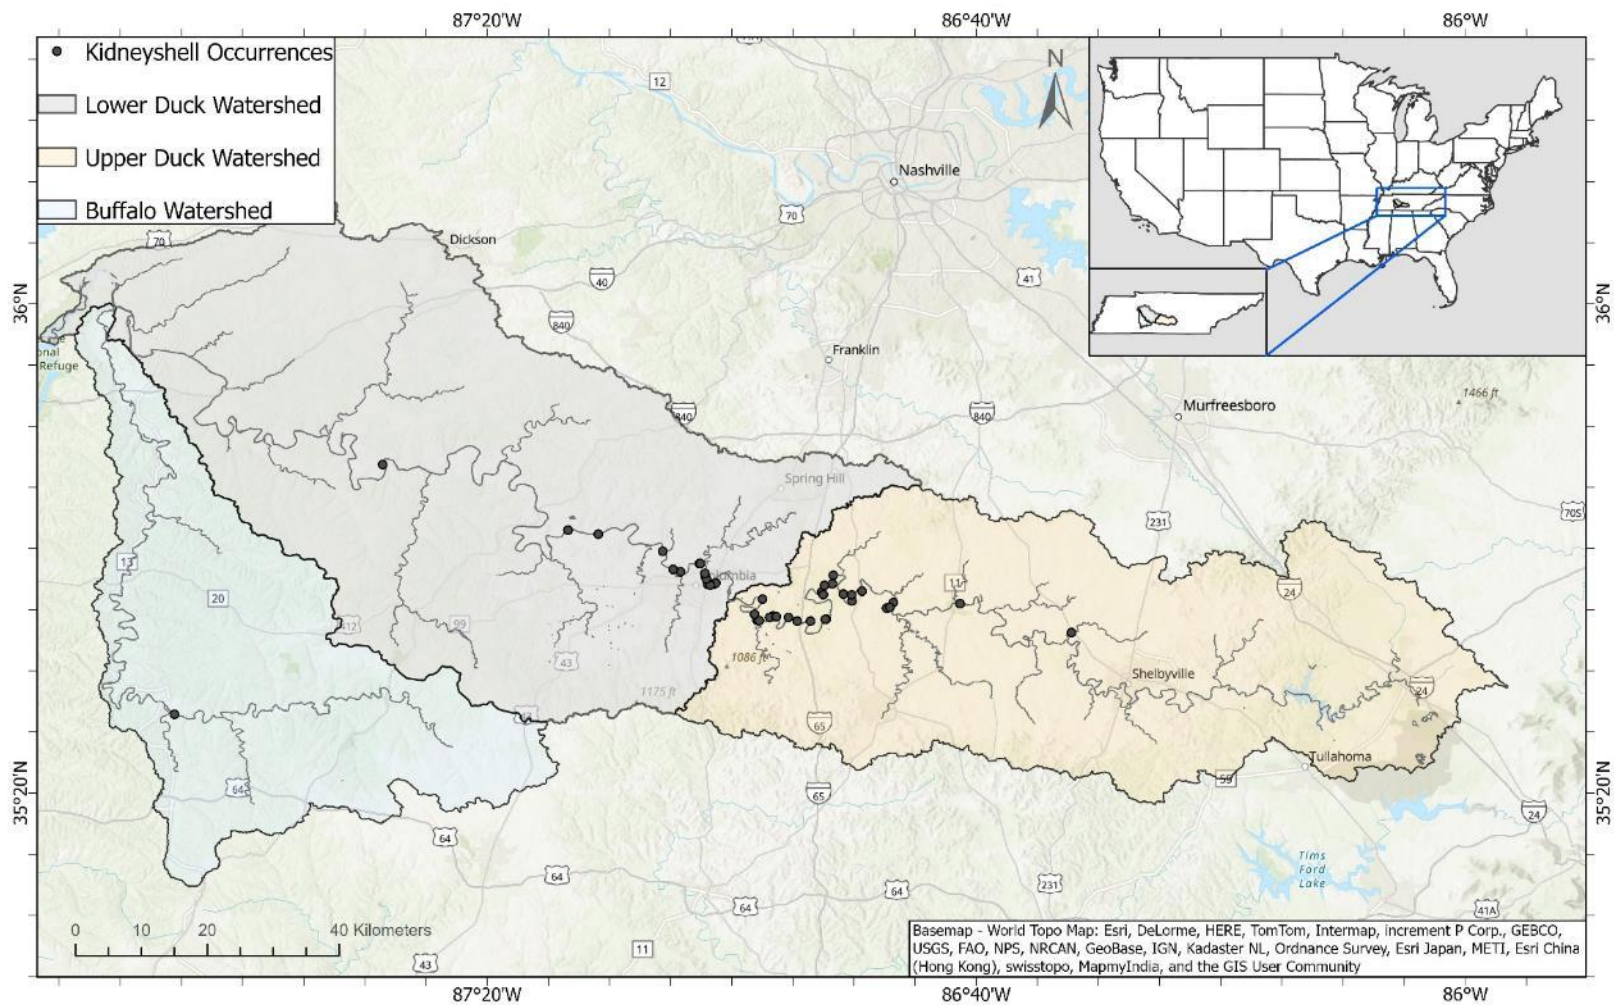 87°20'W 86°40'W 86°W
Kidneyshell Occurrences
Lower Duck Watershed
Upper Duck Watershed
Buffalo Watershed
N
12
Nashville
70
70
Dickson
40
41
36°N
36°N
840
Franklin
Refuge
1466 ft
840
840
Murfreesboro
Spring Hill
231
70S
13
11
24
20
412
99
43
1086 ft
Shelbyville
1175 ft
24
65
Tullahoma
64
55
65
35°20'N
35°20'N
24
64
Tims
Ford
Lake
64
64
231
64
41A
0 10 20 40 Kilometers
11
43
Basemap - World Topo Map: Esri, DeLorme, HERE, TomTom, Intermap, increment P Corp., GEBCO,
USGS, FAO, NPS, NRCAN, GeoBase, IGN, Kadaster NL, Ordnance Survey, Esri Japan, METI, Esri China
(Hong Kong), swisstopo, MapmyIndia, and the GIS User Community
87°20'W 86°40'W 86°W